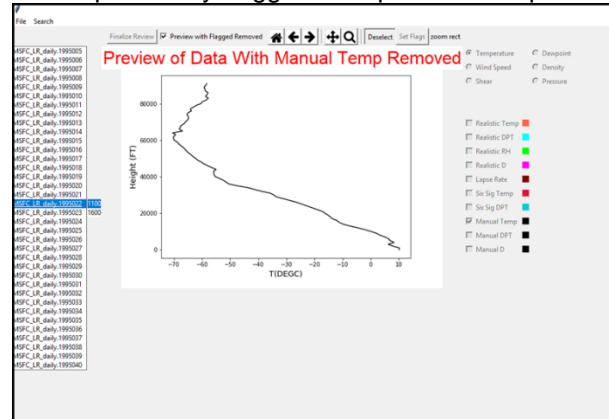 File Search
Finalize Review Preview with Flagged Removed Deselect Set Flags zoom rect
Preview of Data With Manual Temp Removed
MSFC_LR_daily.1995005
MSFC_LR_daily.1995006
MSFC_LR_daily.1995007
MSFC_LR_daily.1995008
MSFC_LR_daily.1995009
MSFC_LR_daily.1995010
MSFC_LR_daily.1995011
MSFC_LR_daily.1995012
MSFC_LR_daily.1995013
MSFC_LR_daily.1995014
MSFC_LR_daily.1995015
MSFC_LR_daily.1995016
MSFC_LR_daily.1995017
MSFC_LR_daily.1995018
MSFC_LR_daily.1995019
MSFC_LR_daily.1995020
MSFC_LR_daily.1995021
MSFC_LR_daily.1995022 1100
MSFC_LR_daily.1995023 1600
MSFC_LR_daily.1995024
MSFC_LR_daily.1995025
MSFC_LR_daily.1995026
MSFC_LR_daily.1995027
MSFC_LR_daily.1995028
MSFC_LR_daily.1995029
MSFC_LR_daily.1995030
MSFC_LR_daily.1995031
MSFC_LR_daily.1995032
MSFC_LR_daily.1995033
MSFC_LR_daily.1995034
MSFC_LR_daily.1995035
MSFC_LR_daily.1995036
MSFC_LR_daily.1995037
MSFC_LR_daily.1995038
MSFC_LR_daily.1995039
MSFC_LR_daily.1995040
Height (FT)
80000
60000
40000
20000
0
-70 -60 -50 -40 -30 -20 -10 0 10
T(DEGC)
Temperature Dewpoint
Wind Speed Density
Shear Pressure
Realistic Temp
Realistic DPT
Realistic RH
Realistic D
Lapse Rate
Six Sig Temp
Six Sig DPT
Manual Temp
Manual DPT
Manual D